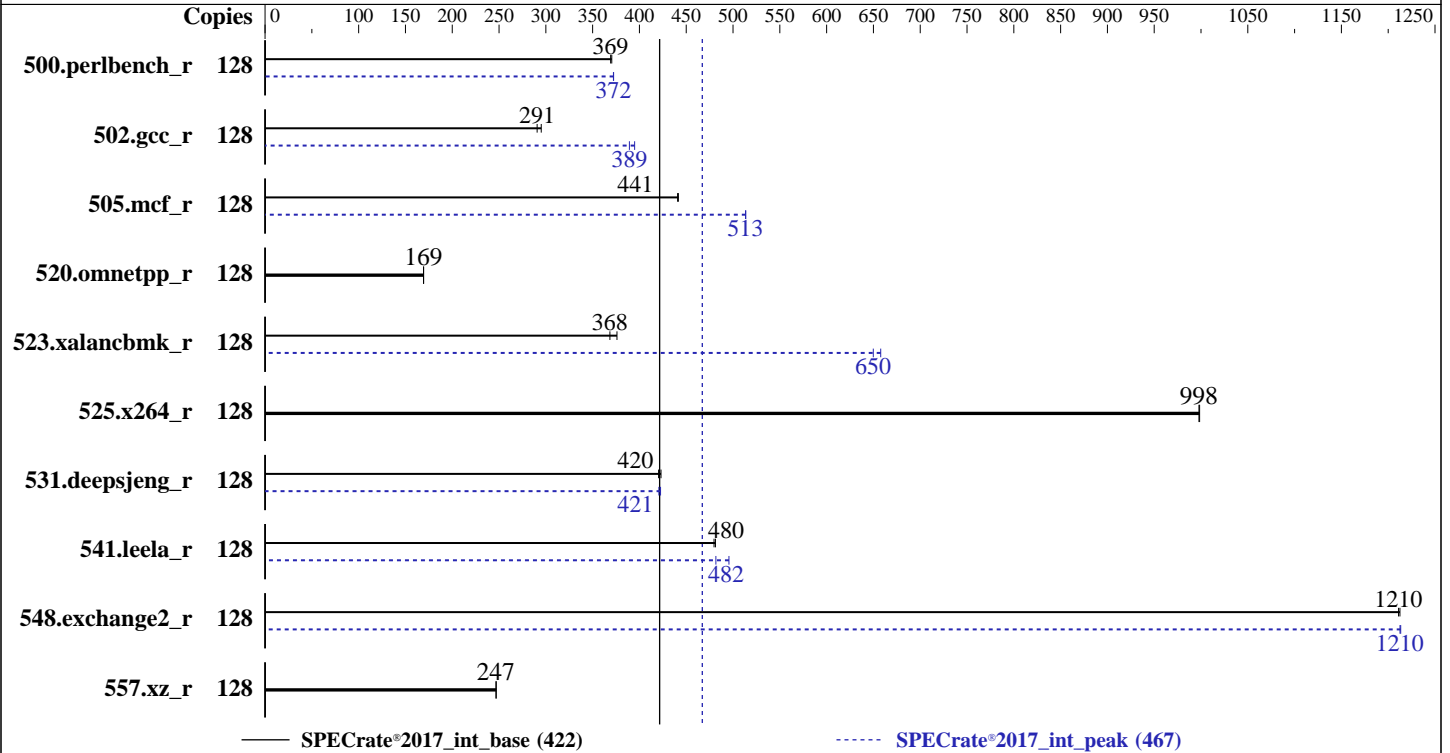 Copies 0 100 150 200 250 300 350 400 450 500 550 600 650 700 750 800 850 900 950 1050 1150 1250
500.perlbench_r 128 369
372
502.gcc_r 128 291
389
505.mcf_r 128 441
513
520.omnetpp_r 128 169
523.xalancbmk_r 128 368
650
525.x264_r 128 998
531.deepsjeng_r 128 420
421
541.leela_r 128 480
482
548.exchange2_r 128 1210
1210
557.xz_r 128 247
SPECrate®2017_int_base (422) SPECrate®2017_int_peak (467)